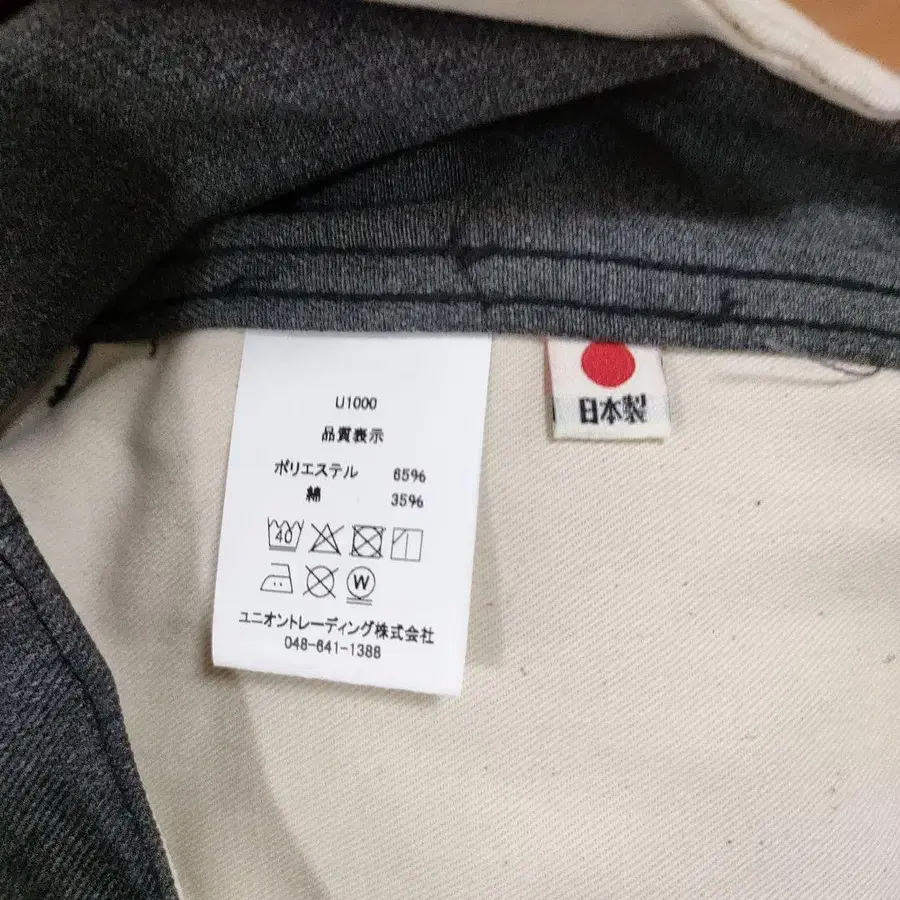 U1000
品質表示
ポリエステル 65%
綿 35%
40
W
ユニオントレーディング株式会社
048-641-1388
日本製